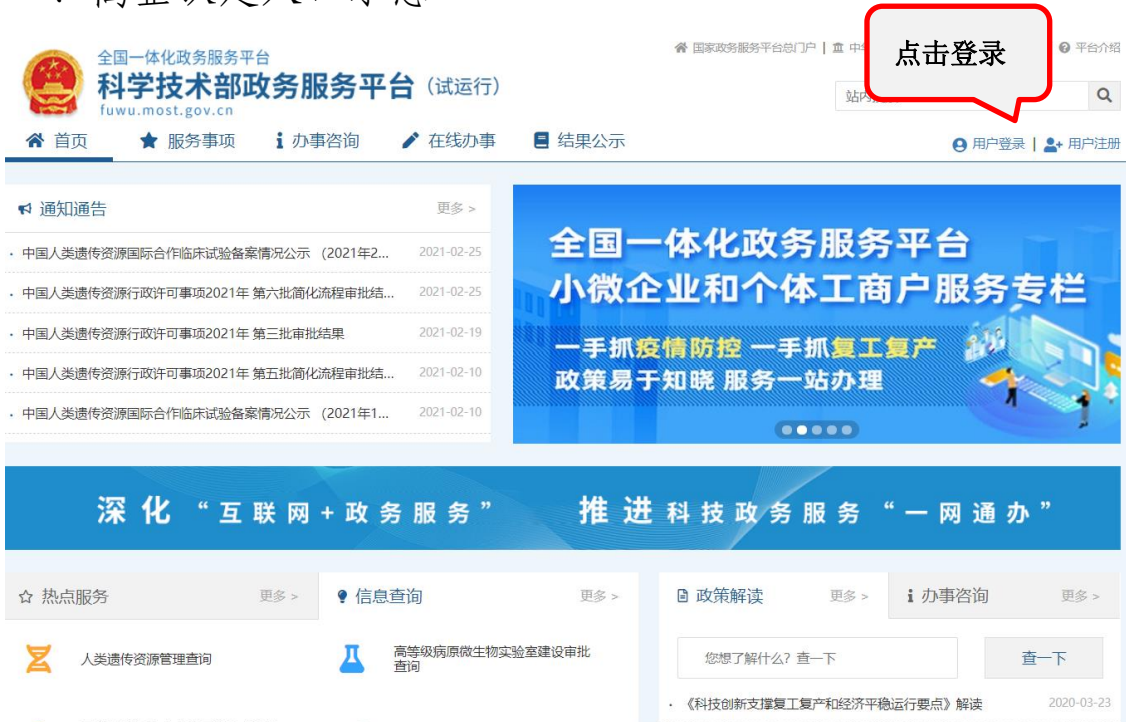 全国一体化政务服务平台
科学技术部政务服务平台（试运行）
fuwu.most.gov.cn
国家政务服务平台总门户 | 中
平台介绍
点击登录
站内
首页 服务事项 办事咨询 在线办事 结果公示
用户登录 | 用户注册
通知通告 更多 >
· 中国人类遗传资源国际合作临床试验备案情况公示 （2021年2... 2021-02-25
· 中国人类遗传资源行政许可事项2021年 第六批简化流程审批结... 2021-02-25
· 中国人类遗传资源行政许可事项2021年 第三批审批结果 2021-02-19
· 中国人类遗传资源行政许可事项2021年 第五批简化流程审批结... 2021-02-10
· 中国人类遗传资源国际合作临床试验备案情况公示 （2021年1... 2021-02-10
全国一体化政务服务平台
小微企业和个体工商户服务专栏
一手抓疫情防控 一手抓复工复产
政策易于知晓 服务一站办理
深化“互联网+政务服务” 推进科技政务服务“一网通办”
热点服务 更多 >
信息查询 更多 >
政策解读 更多 >
办事咨询 更多 >
人类遗传资源管理查询
高等级病原微生物实验室建设审批
查询
您想了解什么? 查一下
查一下
· 《科技创新支撑复工复产和经济平稳运行要点》解读 2020-03-23